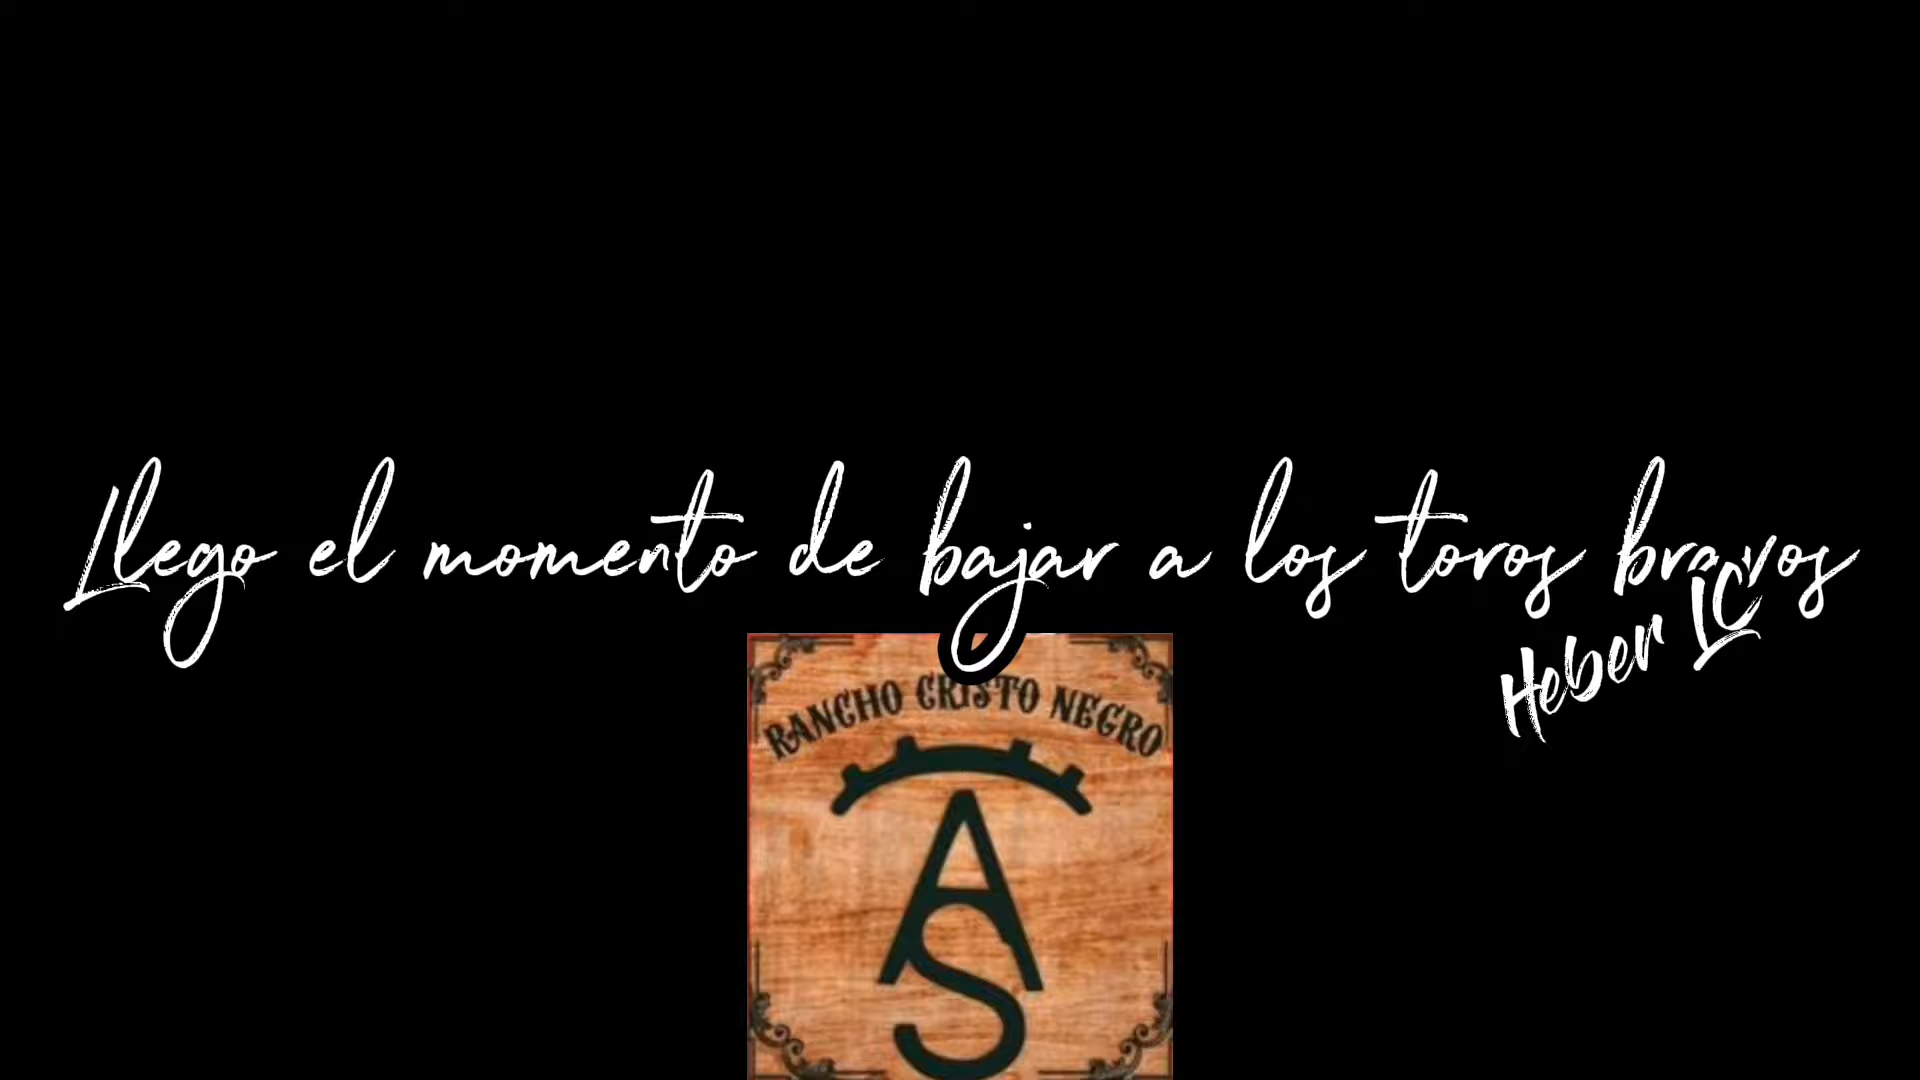 Llego el momento de bajar a los toros bravos
Heber LC
RANCHO CRISTO NEGRO
AS